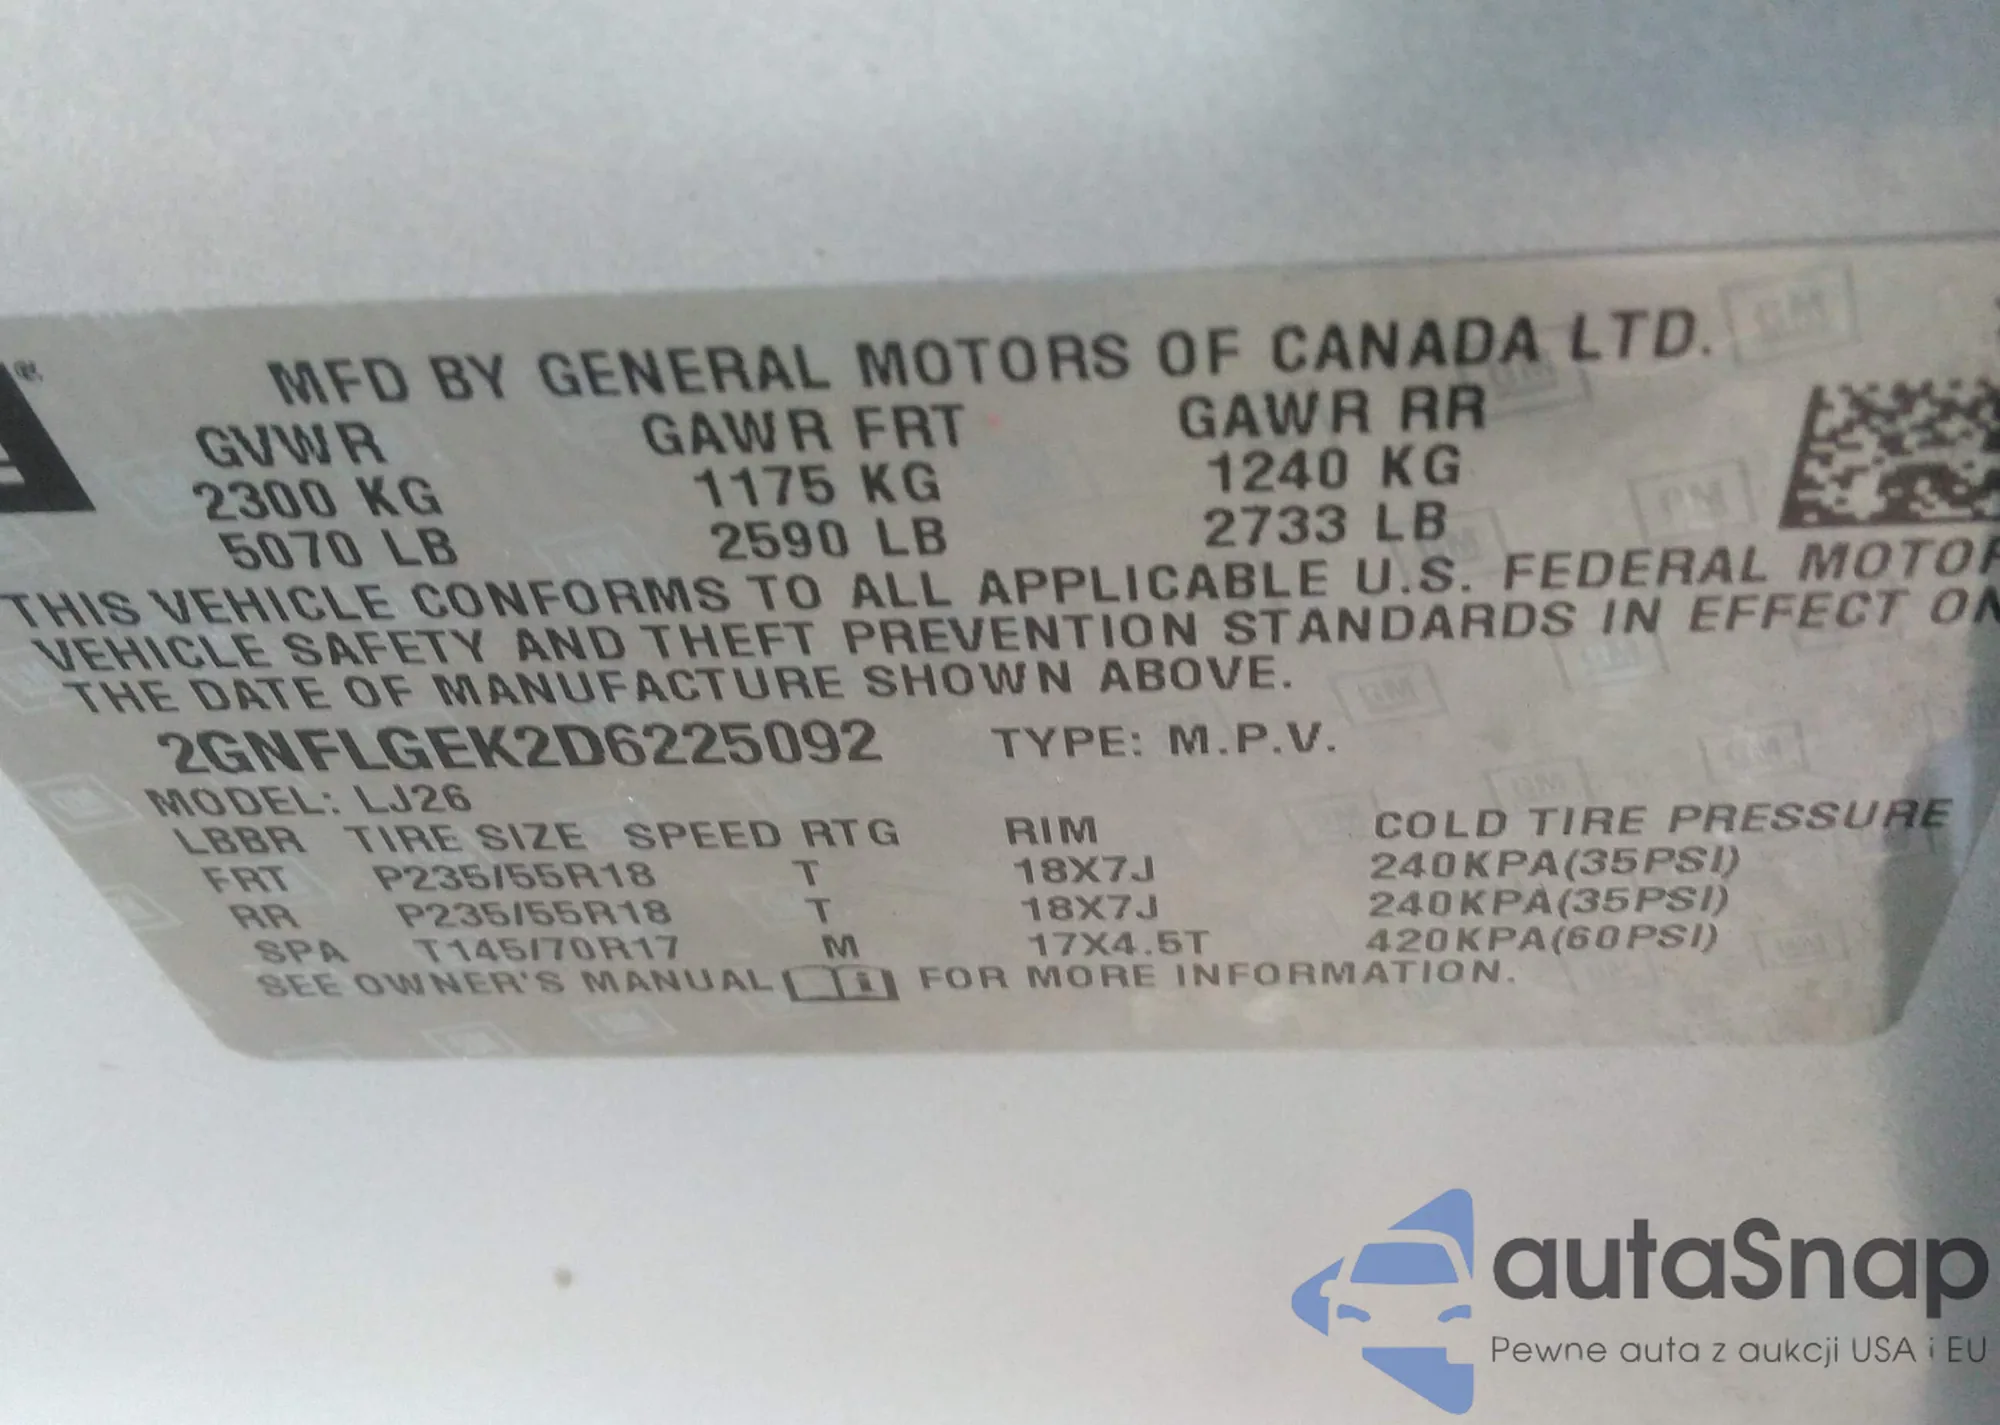 MFD BY GENERAL MOTORS OF CANADA LTD.
GVWR GAWR FRT GAWR RR
2300 KG 1175 KG 1240 KG
5070 LB 2590 LB 2733 LB
THIS VEHICLE CONFORMS TO ALL APPLICABLE U.S. FEDERAL MOTOR
VEHICLE SAFETY AND THEFT PREVENTION STANDARDS IN EFFECT ON
THE DATE OF MANUFACTURE SHOWN ABOVE.
2GNFLGEK2D6225092 TYPE: M.P.V.
MODEL: LJ26
LBBR TIRE SIZE SPEED RTG RIM COLD TIRE PRESSURE
FRT P235/55R18 T 18X7J 240KPA(35PSI)
RR P235/55R18 T 18X7J 240KPA(35PSI)
SPA T145/70R17 M 17X4.5T 420KPA(60PSI)
SEE OWNER'S MANUAL FOR MORE INFORMATION.
autaSnap
Pewne auta z aukcji USA i EU